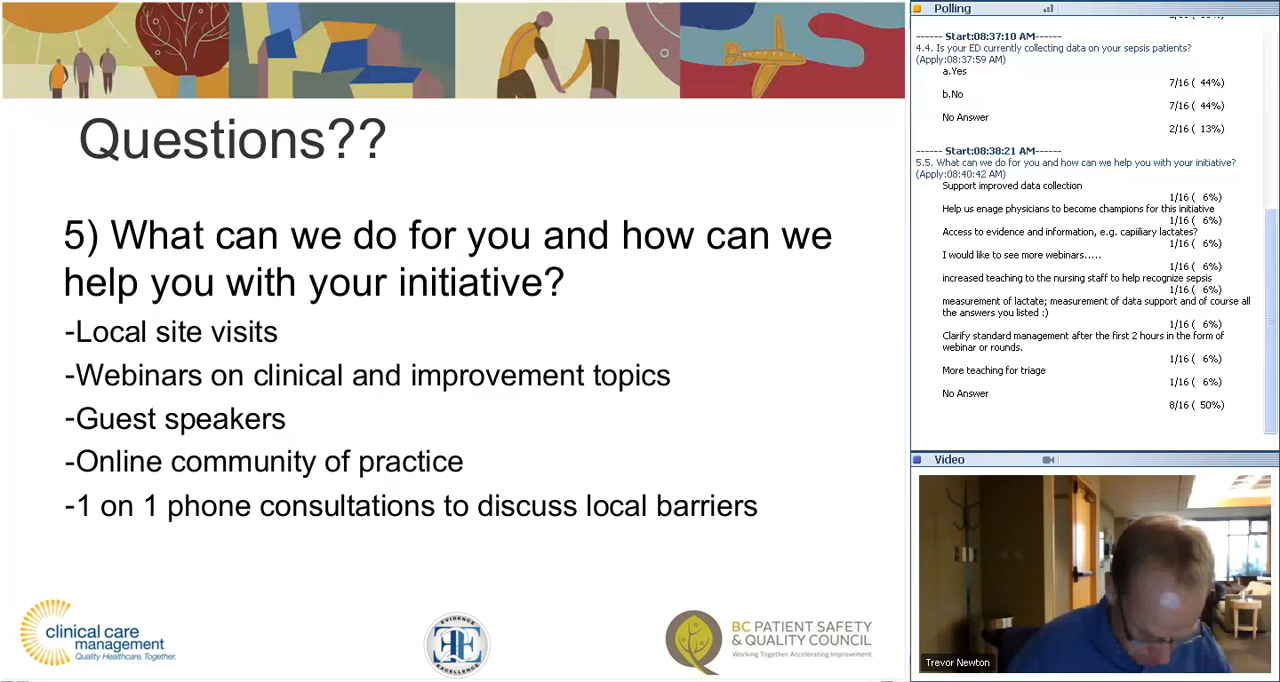 Questions??
5) What can we do for you and how can we
help you with your initiative?
-Local site visits
-Webinars on clinical and improvement topics
-Guest speakers
-Online community of practice
-1 on 1 phone consultations to discuss local barriers
clinical care
management
Quality Healthcare. Together.
EVIDENCE
EXCELLENCE
BC PATIENT SAFETY
& QUALITY COUNCIL
Working Together. Accelerating Improvement.
Polling
------ Start:08:37:10 AM------
4.4. Is your ED currently collecting data on your sepsis patients?
(Apply:08:37:59 AM)
a.Yes
7/16 ( 44%)
b.No
7/16 ( 44%)
No Answer
2/16 ( 13%)
------ Start:08:38:21 AM------
5.5. What can we do for you and how can we help you with your initiative?
(Apply:08:40:42 AM)
Support improved data collection
1/16 ( 6%)
Help us enage physicians to become champions for this initiative
1/16 ( 6%)
Access to evidence and information, e.g. capiliary lactates?
1/16 ( 6%)
I would like to see more webinars.....
1/16 ( 6%)
increased teaching to the nursing staff to help recognize sepsis
1/16 ( 6%)
measurement of lactate; measurement of data support and of course all
the answers you listed :)
1/16 ( 6%)
Clarify standard management after the first 2 hours in the form of
webinar or rounds.
1/16 ( 6%)
More teaching for triage
1/16 ( 6%)
No Answer
8/16 ( 50%)
Video
Trevor Newton